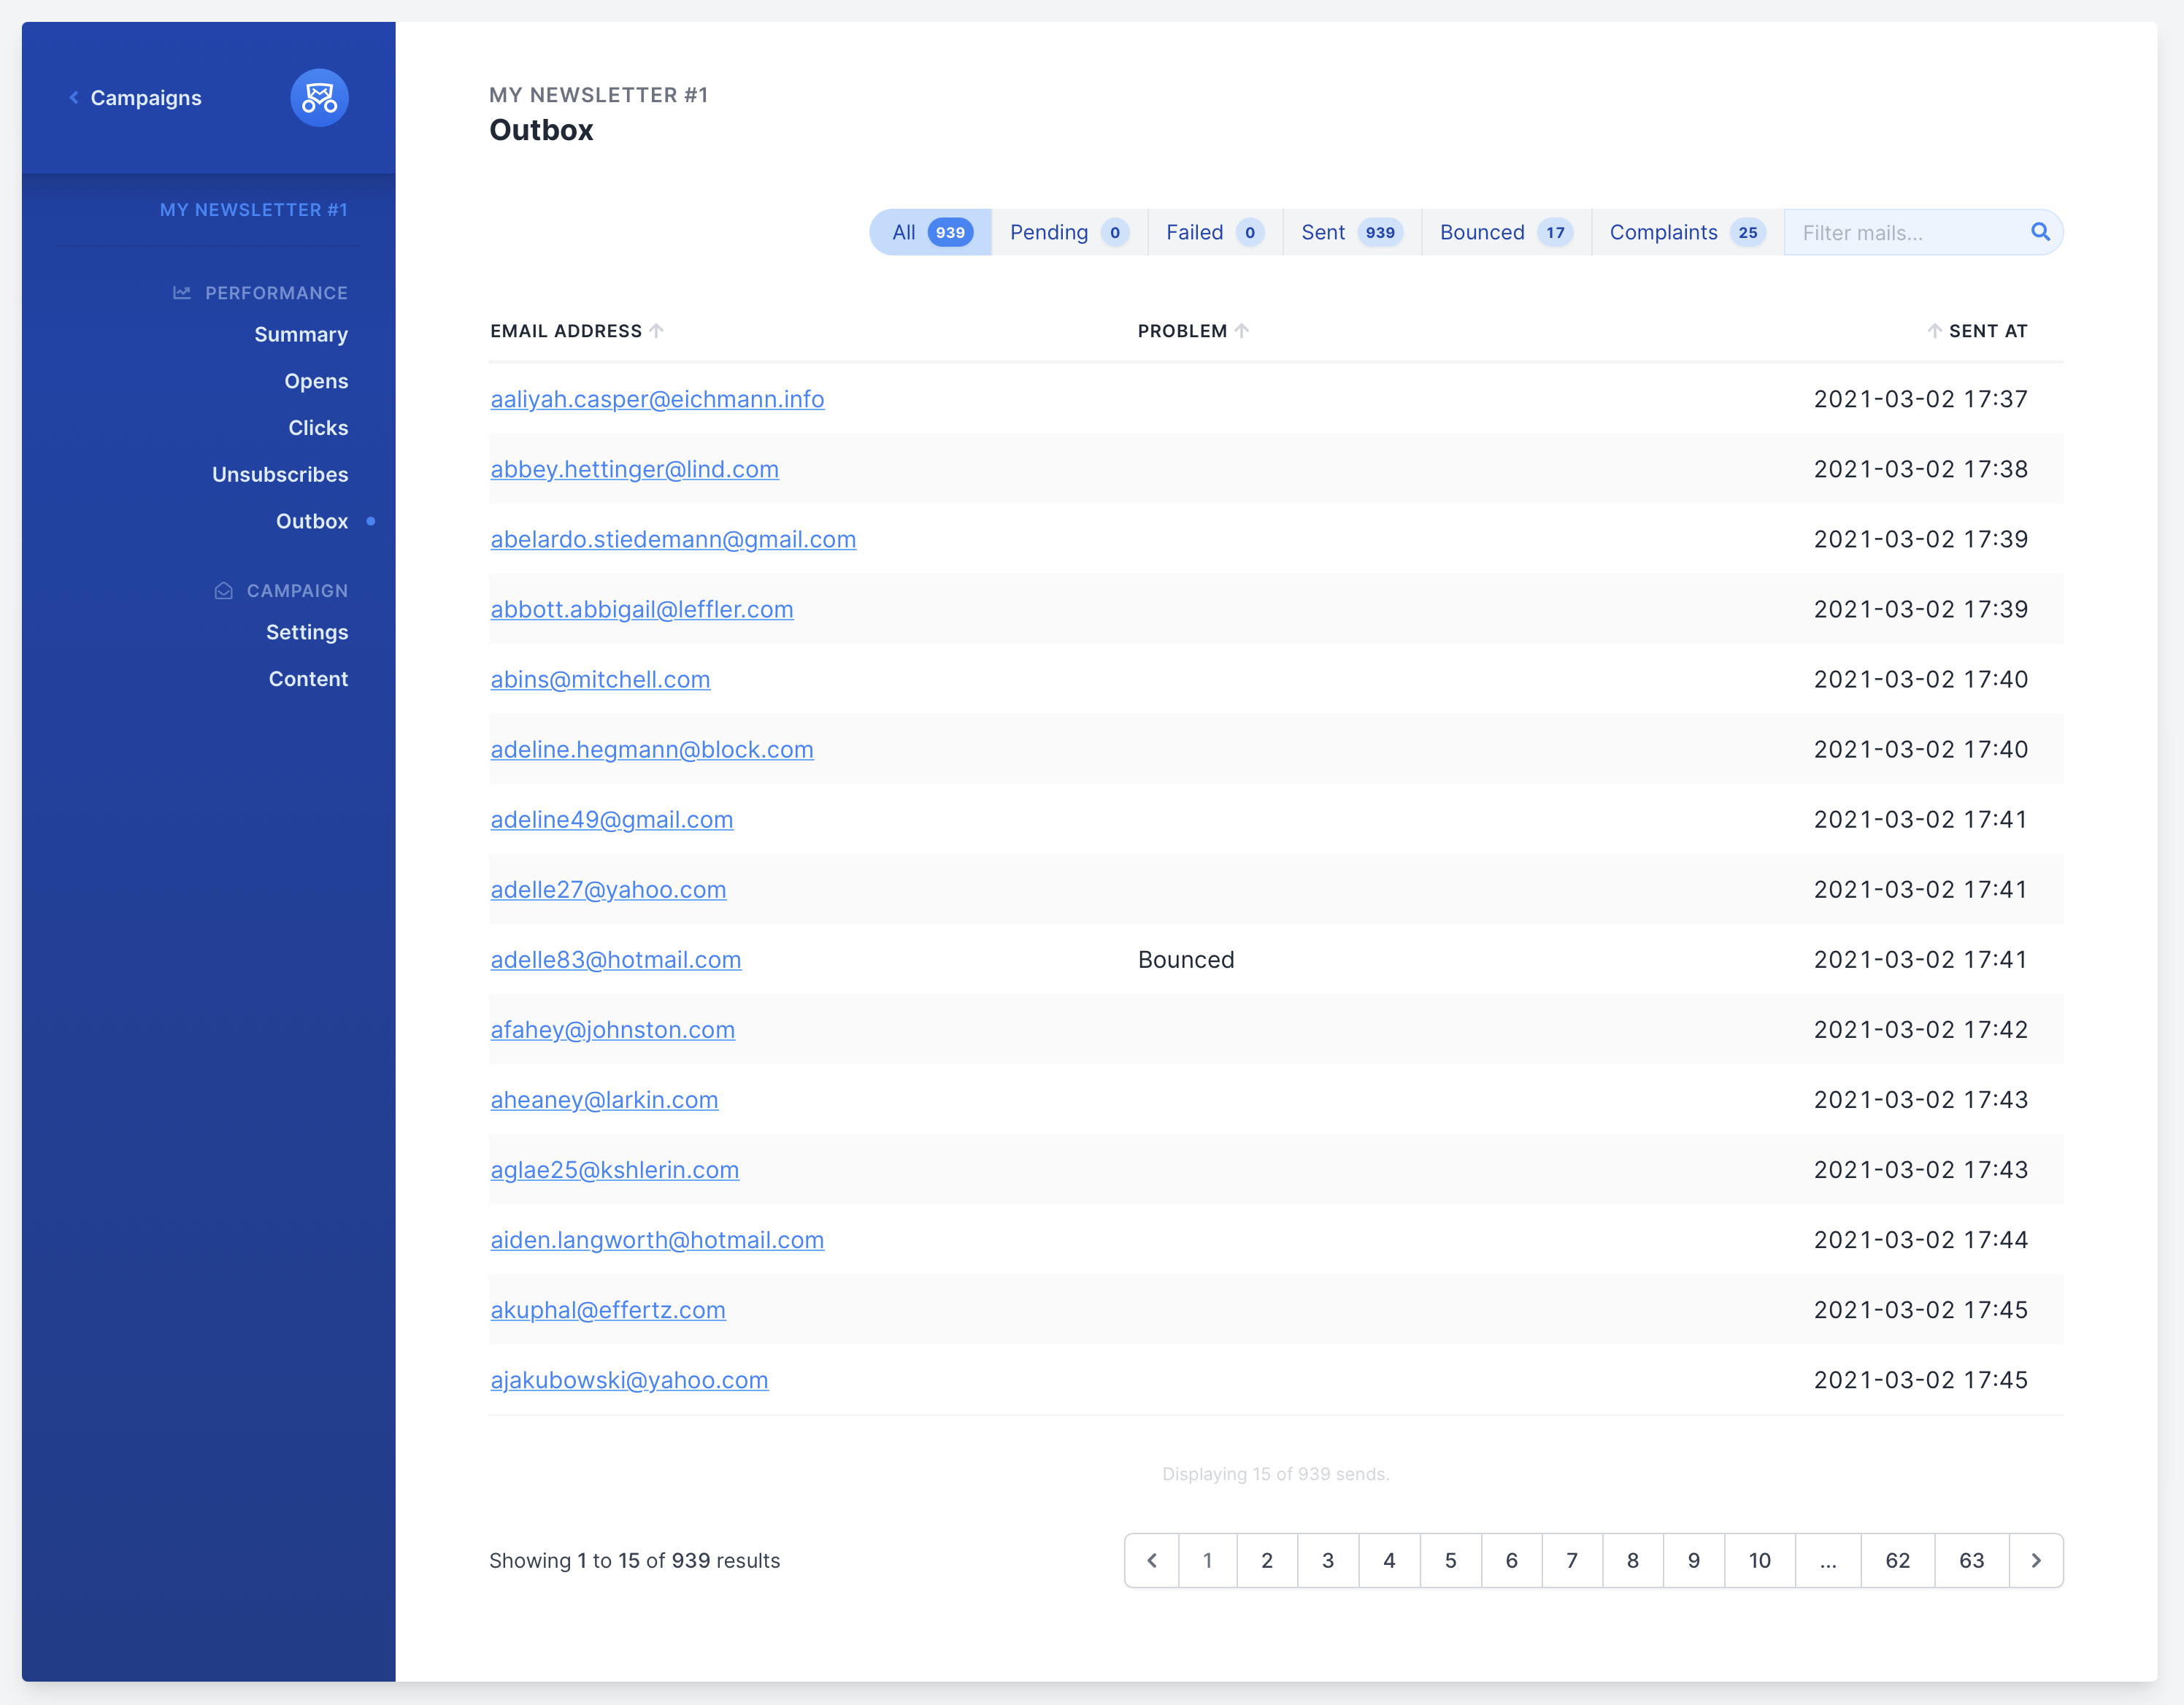 Campaigns
MY NEWSLETTER #1
PERFORMANCE
Summary
Opens
Clicks
Unsubscribes
Outbox
CAMPAIGN
Settings
Content
MY NEWSLETTER #1
Outbox
All 939 Pending 0 Failed 0 Sent 939 Bounced 17 Complaints 25 Filter mails...
EMAIL ADDRESS PROBLEM SENT AT
aaliyah.casper@eichmann.info 2021-03-02 17:37
abbey.hettinger@lind.com 2021-03-02 17:38
abelardo.stiedemann@gmail.com 2021-03-02 17:39
abbott.abbigail@leffler.com 2021-03-02 17:39
abins@mitchell.com 2021-03-02 17:40
adeline.hegmann@block.com 2021-03-02 17:40
adeline49@gmail.com 2021-03-02 17:41
adelle27@yahoo.com 2021-03-02 17:41
adelle83@hotmail.com Bounced 2021-03-02 17:41
afahey@johnston.com 2021-03-02 17:42
aheaney@larkin.com 2021-03-02 17:43
aglae25@kshlerin.com 2021-03-02 17:43
aiden.langworth@hotmail.com 2021-03-02 17:44
akuphal@effertz.com 2021-03-02 17:45
ajakubowski@yahoo.com 2021-03-02 17:45
Displaying 15 of 939 sends.
Showing 1 to 15 of 939 results 1 2 3 4 5 6 7 8 9 10 ... 62 63